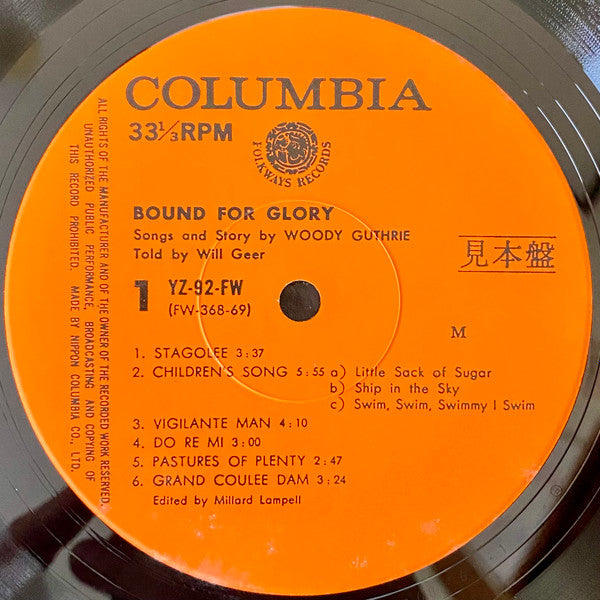 COLUMBIA
33⅓RPM
FOLKWAYS RECORDS
BOUND FOR GLORY
Songs and Story by WOODY GUTHRIE
Told by Will Geer
見本盤
1 YZ-92-FW
(FW-368-69)
M
1. STAGOLEE 3:37
2. CHILDREN'S SONG 5:55 a) Little Sack of Sugar
b) Ship in the Sky
c) Swim, Swim, Swimmy I Swim
3. VIGILANTE MAN 4:10
4. DO RE MI 3:00
5. PASTURES OF PLENTY 2:47
6. GRAND COULEE DAM 3:24
Edited by Millard Lampell
ALL RIGHTS OF THE MANUFACTURER AND OF THE OWNER OF THE RECORDED WORK RESERVED.
UNAUTHORIZED PUBLIC PERFORMANCE, BROADCASTING AND COPYING OF
THIS RECORD PROHIBITED. MADE BY NIPPON COLUMBIA CO., LTD.